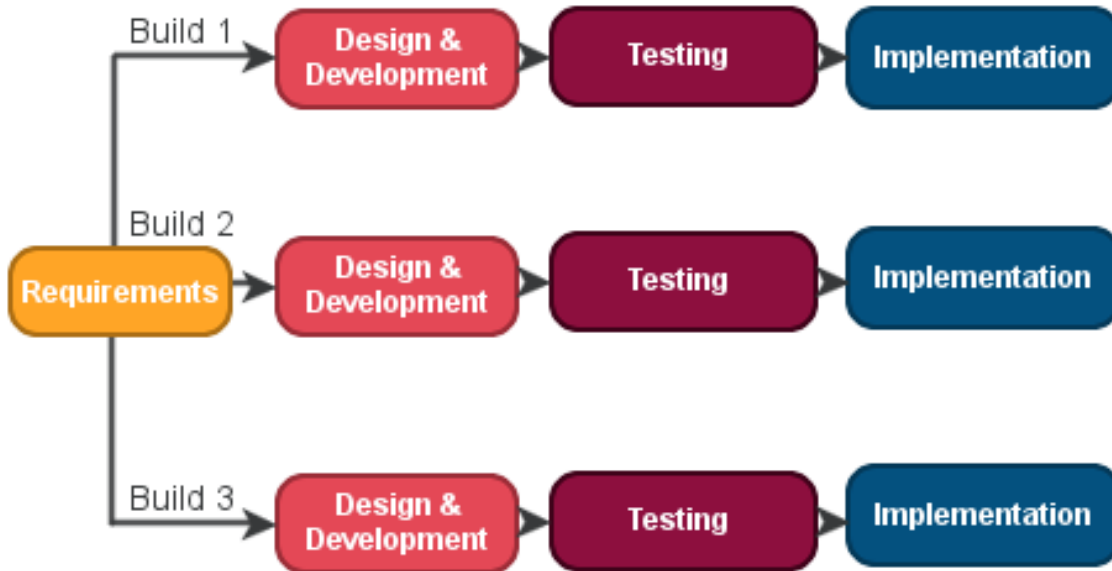 Build 1
Design &
Development
Testing
Implementation
Build 2
Requirements
Design &
Development
Testing
Implementation
Build 3
Design &
Development
Testing
Implementation